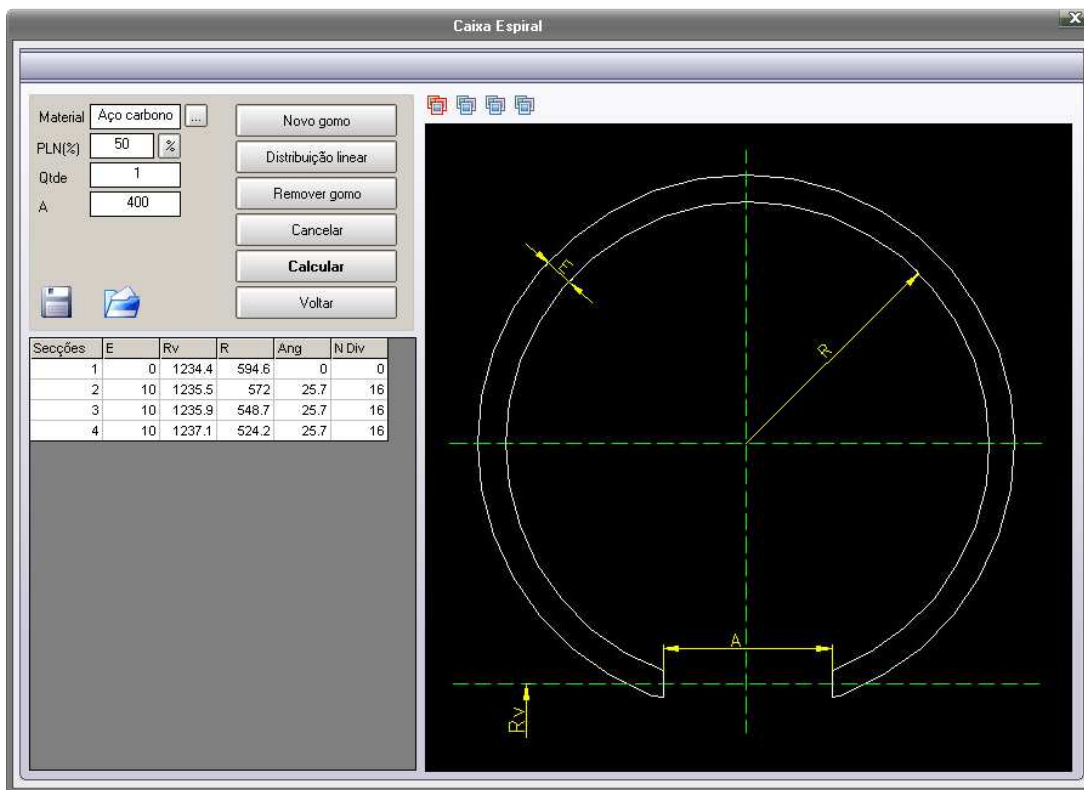 Caixa Espiral
Material Aço carbono ...
PLN(%) 50 %
Qtde 1
A 400
Novo gomo
Distribuição linear
Remover gomo
Cancelar
Calcular
Voltar
Secções E Rv R Ang N Div
1 0 1234.4 594.6 0 0
2 10 1235.5 572 25.7 16
3 10 1235.9 548.7 25.7 16
4 10 1237.1 524.2 25.7 16
E
R
A
Rv